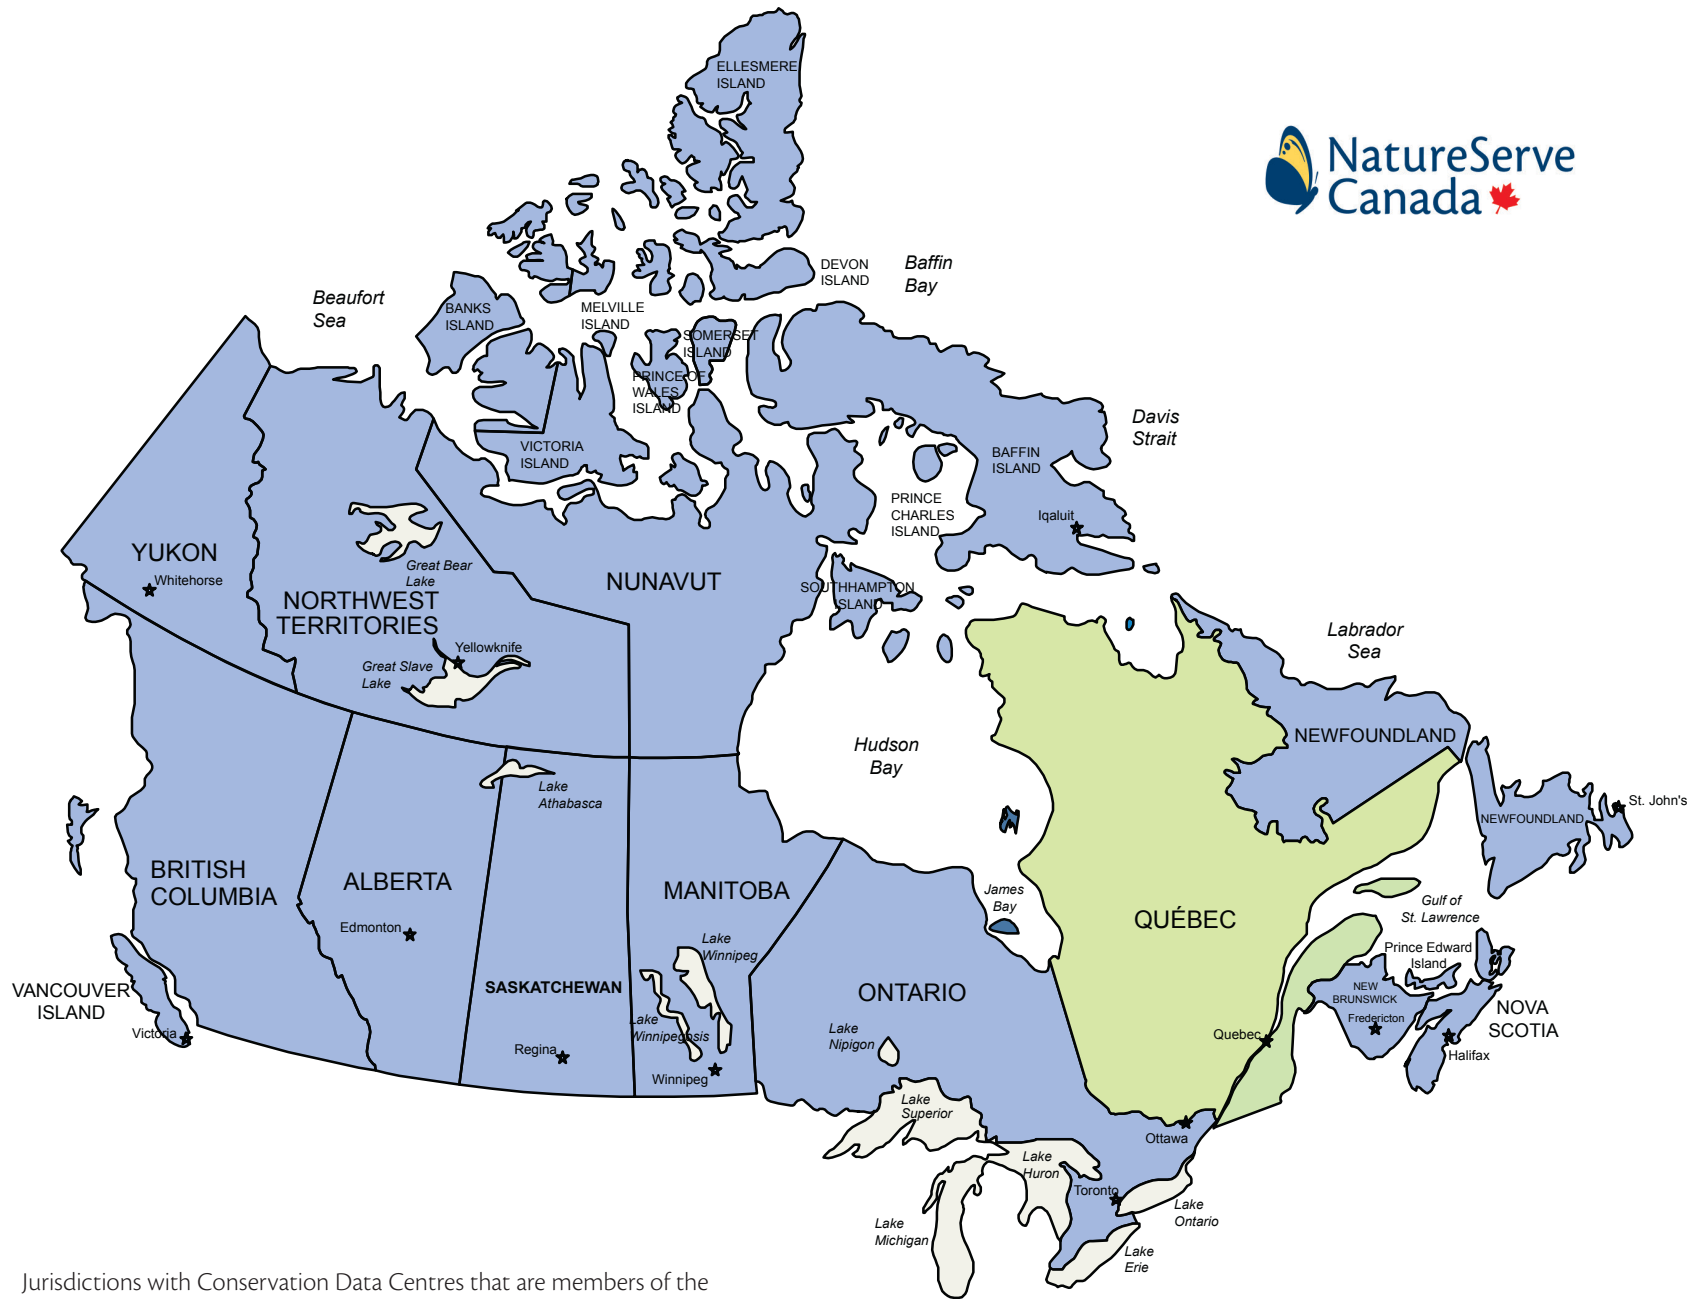 ELLESMERE
ISLAND
NatureServe
Canada
DEVON
ISLAND
Baffin
Bay
Beaufort
Sea
BANKS
ISLAND
MELVILLE
ISLAND
SOMERSET
ISLAND
PRINCE OF
WALES
ISLAND
Davis
Strait
VICTORIA
ISLAND
BAFFIN
ISLAND
PRINCE
CHARLES
ISLAND
Iqaluit
YUKON
Whitehorse
Great Bear
Lake
NORTHWEST
TERRITORIES
NUNAVUT
SOUTHHAMPTON
ISLAND
Yellowknife
Great Slave
Lake
Labrador
Sea
Hudson
Bay
NEWFOUNDLAND
Lake
Athabasca
St. John's
NEWFOUNDLAND
BRITISH
COLUMBIA
ALBERTA
MANITOBA
James
Bay
QUÉBEC
Gulf of
St. Lawrence
Edmonton
Lake
Winnipeg
Prince Edward
Island
SASKATCHEWAN
ONTARIO
VANCOUVER
ISLAND
NEW
BRUNSWICK
Fredericton
NOVA
SCOTIA
Victoria
Lake
Winnipegosis
Lake
Nipigon
Quebec
Halifax
Regina
Winnipeg
Lake
Superior
Ottawa
Lake
Huron
Toronto
Lake
Ontario
Lake
Michigan
Lake
Erie
Jurisdictions with Conservation Data Centres that are members of the